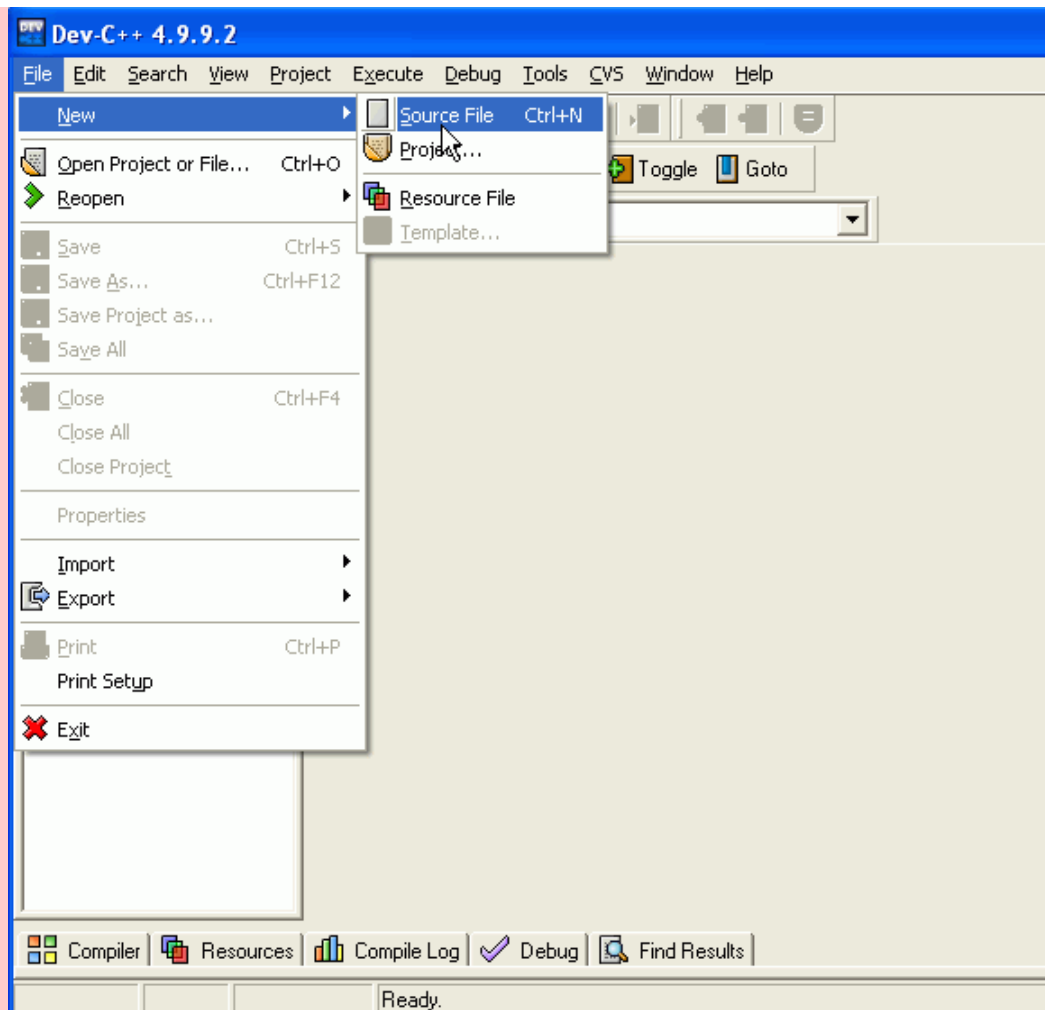 Dev-C++ 4.9.9.2
File Edit Search View Project Execute Debug Tools CVS Window Help
New
Source File Ctrl+N
Project...
Resource File
Template...
Toggle Goto
Open Project or File... Ctrl+O
Reopen
Save Ctrl+S
Save As... Ctrl+F12
Save Project as...
Save All
Close Ctrl+F4
Close All
Close Project
Properties
Import
Export
Print Ctrl+P
Print Setup
Exit
Compiler Resources Compile Log Debug Find Results
Ready.